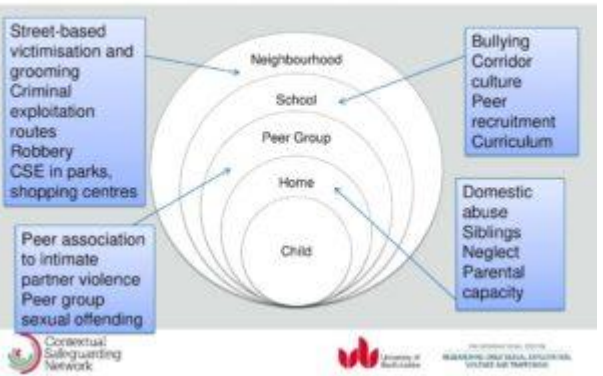 Street-based
victimisation and
grooming
Criminal
exploitation
routes
Robbery
CSE in parks,
shopping centres
Peer association
to intimate
partner violence
Peer group
sexual offending
Neighbourhood
School
Peer Group
Home
Child
Bullying
Corridor
culture
Peer
recruitment
Curriculum
Domestic
abuse
Siblings
Neglect
Parental
capacity
Contextual
Safeguarding
Network
University of
Bedfordshire